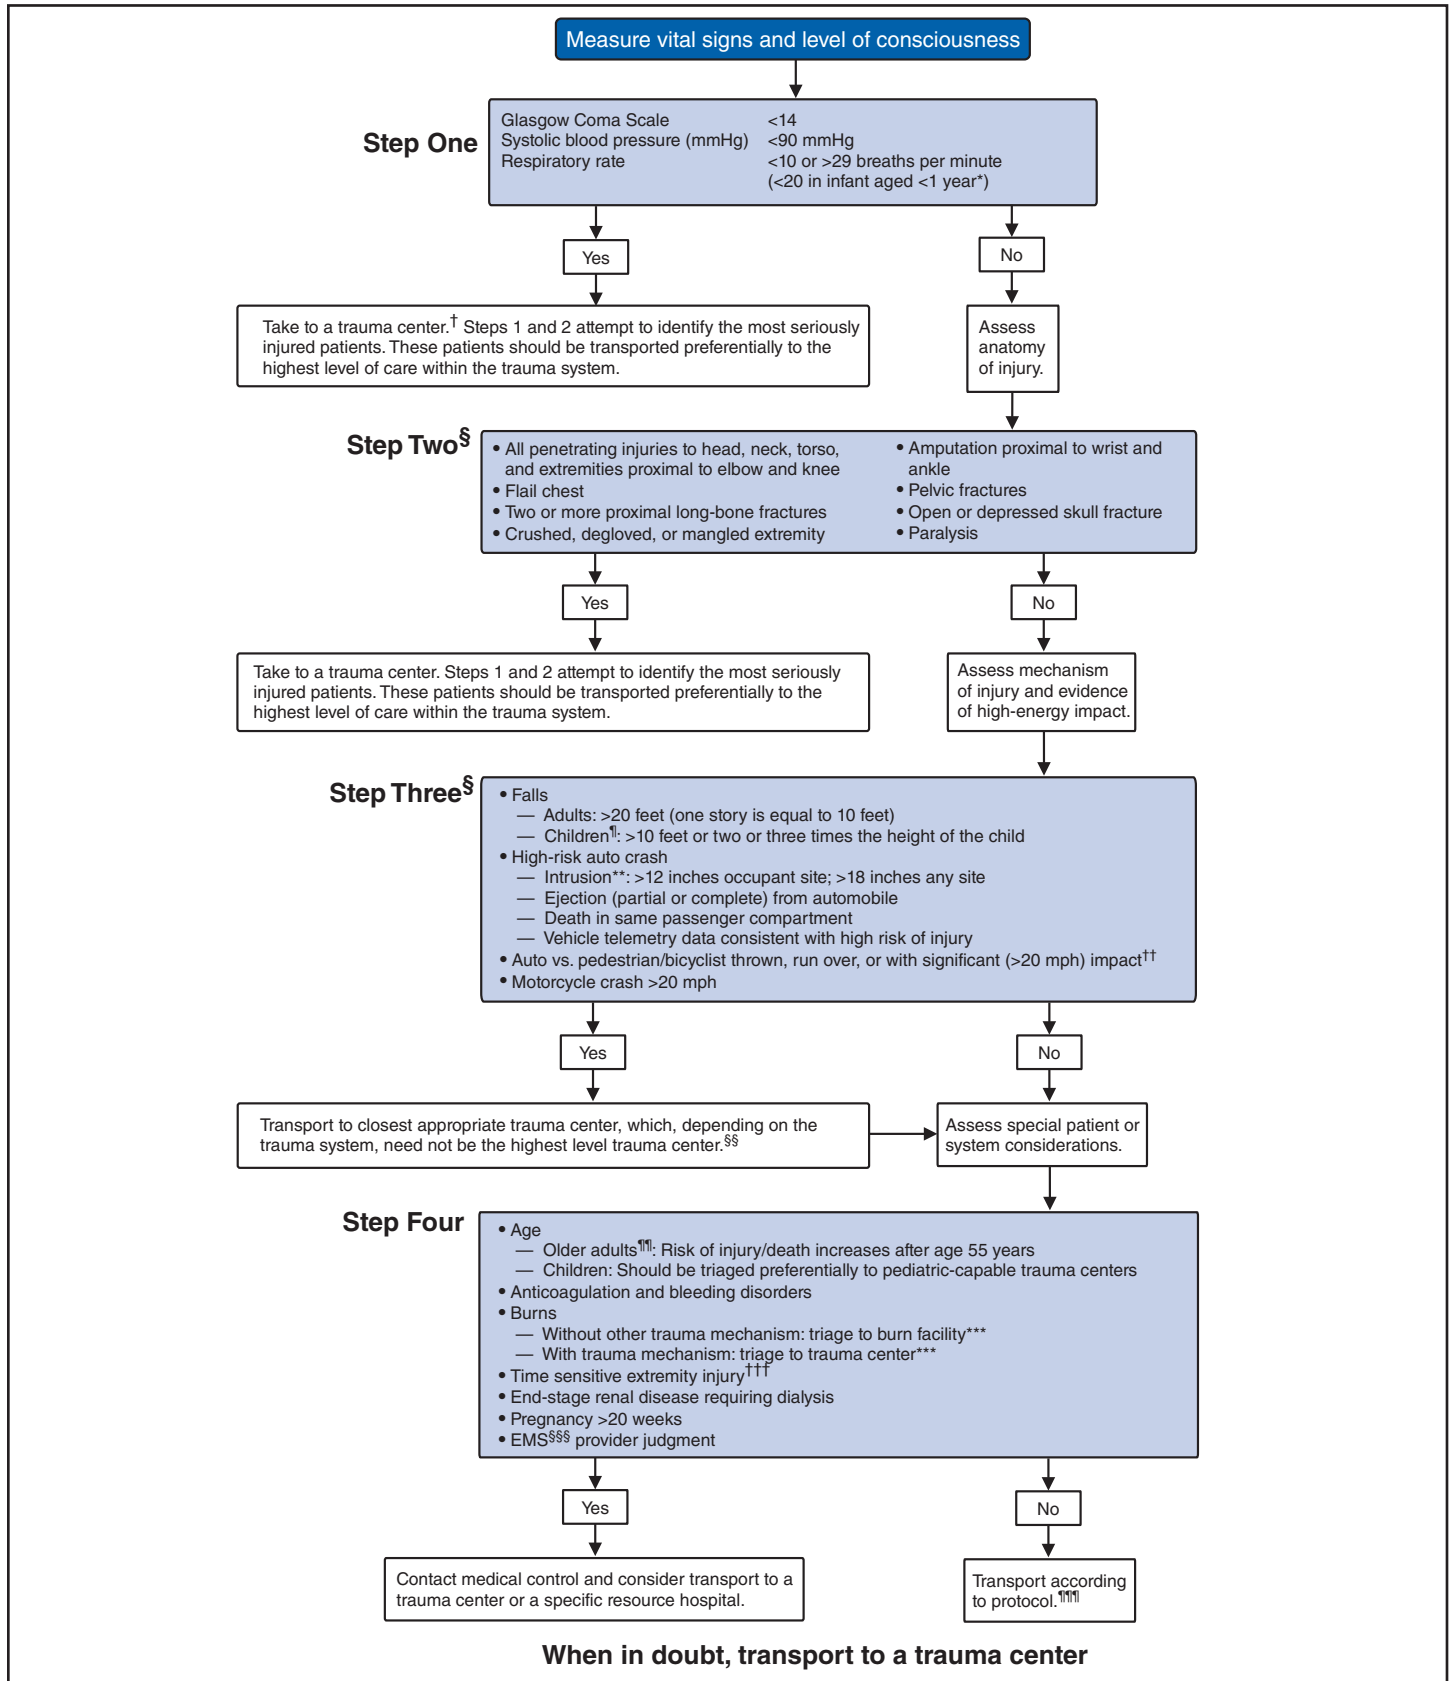 Measure vital signs and level of consciousness
Step One
Glasgow Coma Scale <14
Systolic blood pressure (mmHg) <90 mmHg
Respiratory rate <10 or >29 breaths per minute
(<20 in infant aged <1 year*)
Yes
No
Take to a trauma center.† Steps 1 and 2 attempt to identify the most seriously
injured patients. These patients should be transported preferentially to the
highest level of care within the trauma system.
Assess
anatomy
of injury.
Step Two§
• All penetrating injuries to head, neck, torso,
and extremities proximal to elbow and knee
• Flail chest
• Two or more proximal long-bone fractures
• Crushed, degloved, or mangled extremity
• Amputation proximal to wrist and
ankle
• Pelvic fractures
• Open or depressed skull fracture
• Paralysis
Yes
No
Take to a trauma center. Steps 1 and 2 attempt to identify the most seriously
injured patients. These patients should be transported preferentially to the
highest level of care within the trauma system.
Assess mechanism
of injury and evidence
of high-energy impact.
Step Three§
• Falls
— Adults: >20 feet (one story is equal to 10 feet)
— Children¶: >10 feet or two or three times the height of the child
• High-risk auto crash
— Intrusion**: >12 inches occupant site; >18 inches any site
— Ejection (partial or complete) from automobile
— Death in same passenger compartment
— Vehicle telemetry data consistent with high risk of injury
• Auto vs. pedestrian/bicyclist thrown, run over, or with significant (>20 mph) impact††
• Motorcycle crash >20 mph
Yes
No
Transport to closest appropriate trauma center, which, depending on the
trauma system, need not be the highest level trauma center.§§
Assess special patient or
system considerations.
Step Four
• Age
— Older adults¶¶: Risk of injury/death increases after age 55 years
— Children: Should be triaged preferentially to pediatric-capable trauma centers
• Anticoagulation and bleeding disorders
• Burns
— Without other trauma mechanism: triage to burn facility***
— With trauma mechanism: triage to trauma center***
• Time sensitive extremity injury†††
• End-stage renal disease requiring dialysis
• Pregnancy >20 weeks
• EMS§§§ provider judgment
Yes
No
Contact medical control and consider transport to a
trauma center or a specific resource hospital.
Transport according
to protocol.¶¶¶
When in doubt, transport to a trauma center